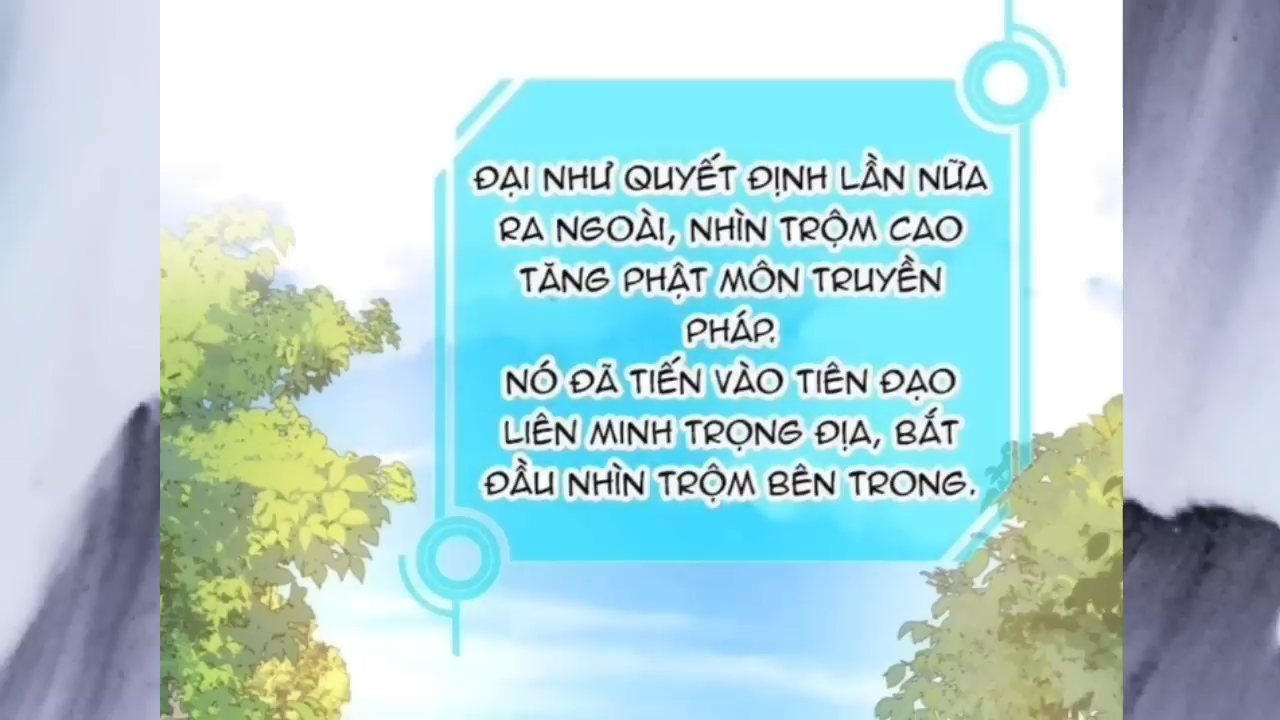 ĐẠI NHƯ QUYẾT ĐỊNH LẦN NỮA
RA NGOÀI, NHÌN TRỘM CAO
TĂNG PHẬT MÔN TRUYỀN
PHÁP.
NÓ ĐÃ TIẾN VÀO TIÊN ĐẠO
LIÊN MINH TRỌNG ĐỊA, BẮT
ĐẦU NHÌN TRỘM BÊN TRONG.